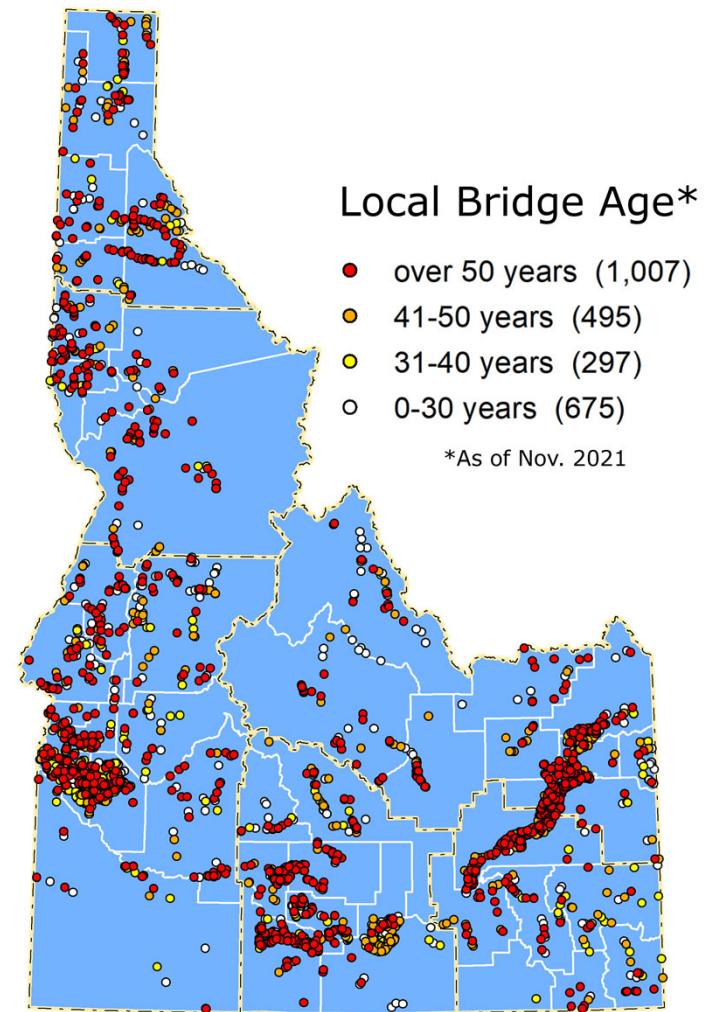 Local Bridge Age*
over 50 years (1,007)
41-50 years (495)
31-40 years (297)
0-30 years (675)
*As of Nov. 2021